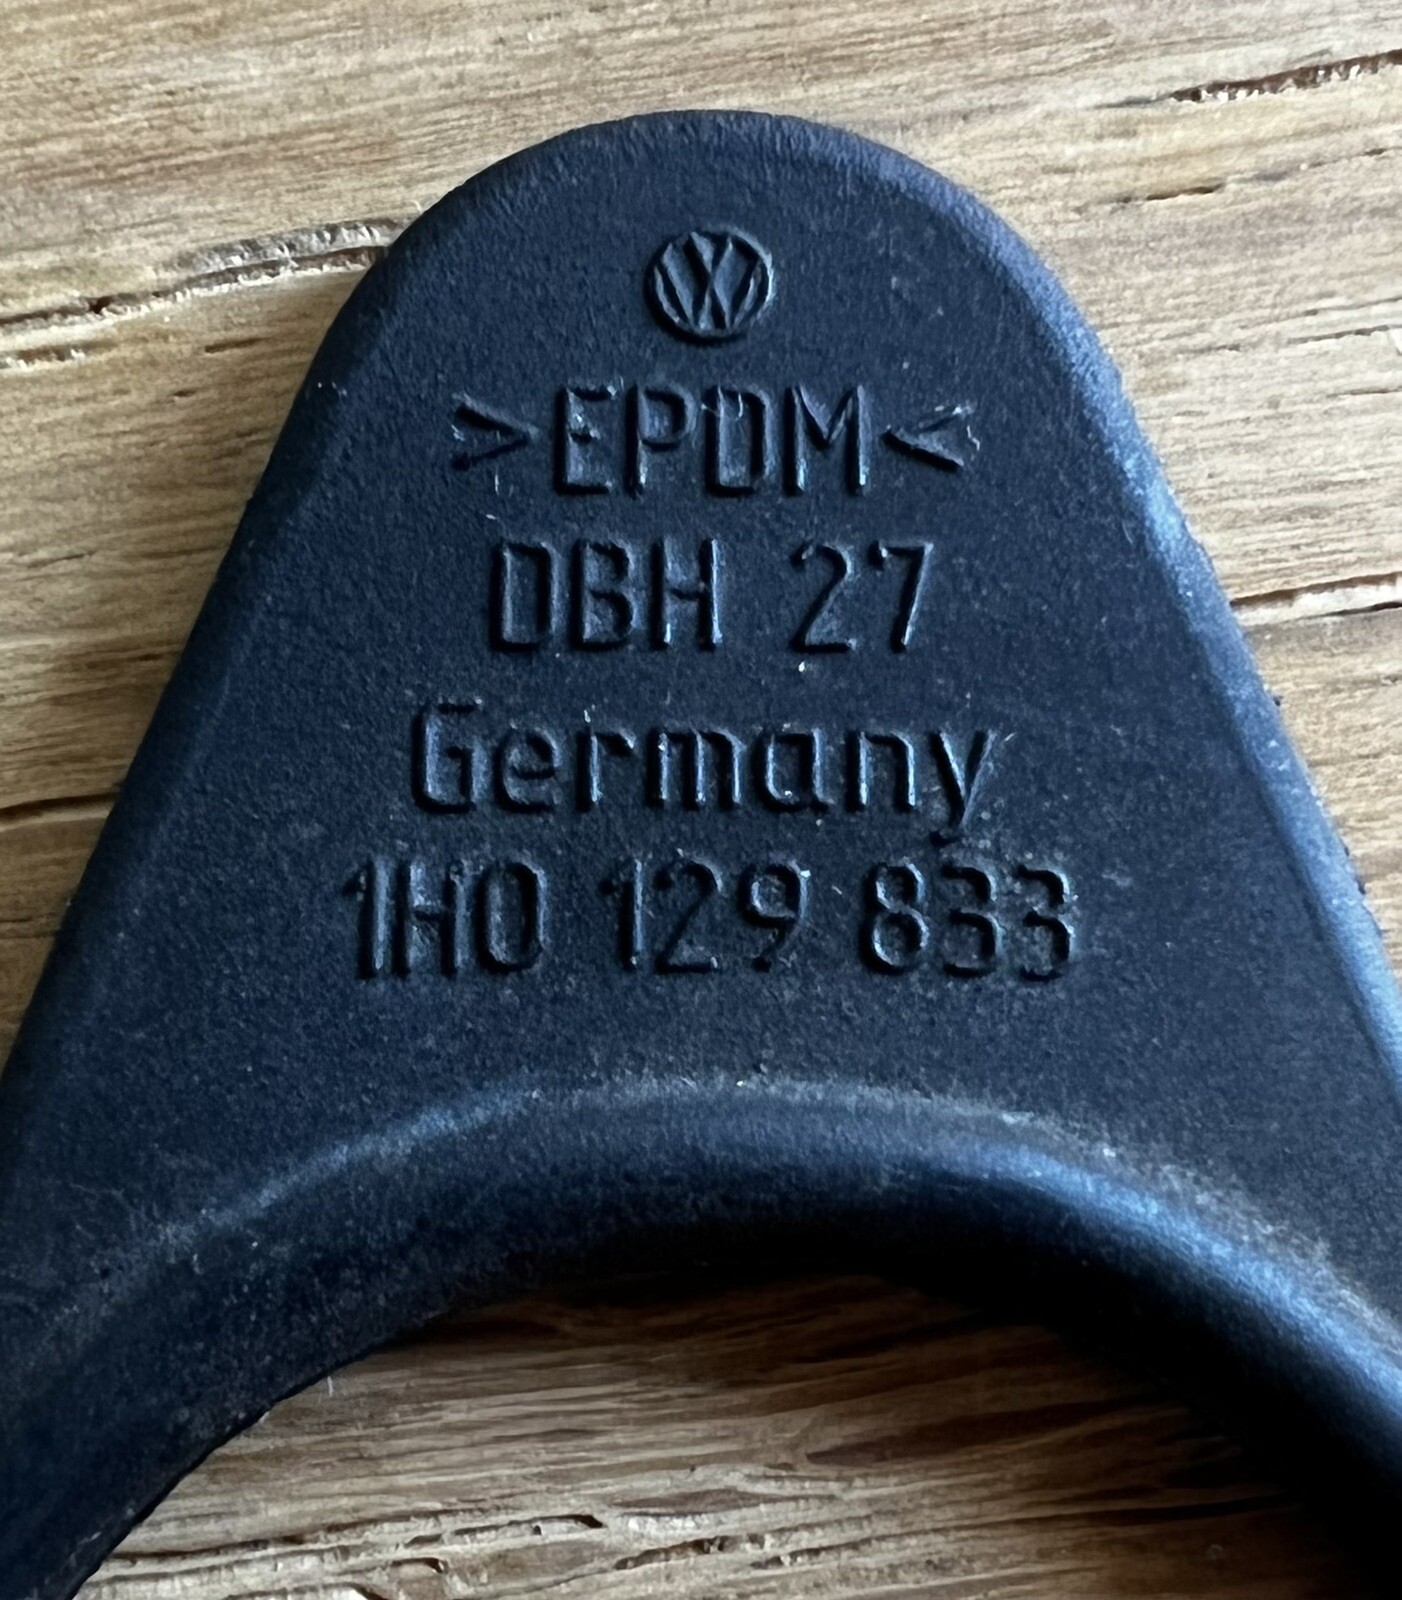 >EPDM<
DBH 27
Germany
1H0 129 833